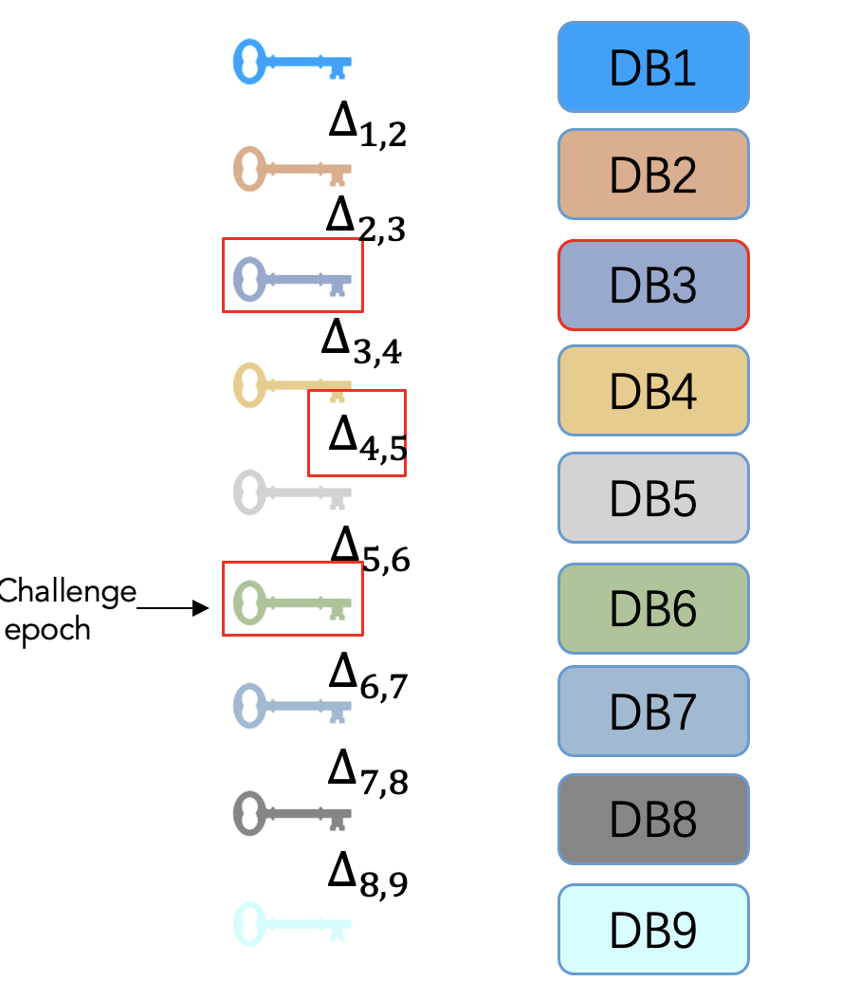 DB1
Δ1,2
DB2
Δ2,3
DB3
Δ3,4
DB4
Δ4,5
DB5
Δ5,6
Challenge
epoch
DB6
Δ6,7
DB7
Δ7,8
DB8
Δ8,9
DB9